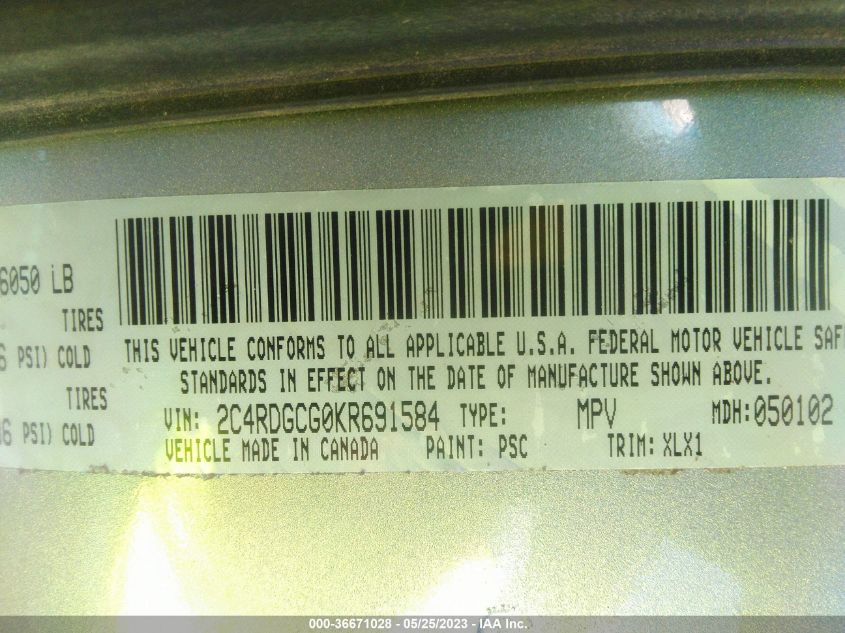 6050 LB
TIRES
PSI) COLD
TIRES
PSI) COLD
THIS VEHICLE CONFORMS TO ALL APPLICABLE U.S.A. FEDERAL MOTOR VEHICLE SAF
STANDARDS IN EFFECT ON THE DATE OF MANUFACTURE SHOWN ABOVE.
VIN: 2C4RDGCG0KR691584 TYPE: MPV MDH: 050102
VEHICLE MADE IN CANADA PAINT: PSC TRIM: XLX1
000-36671028 - 05/25/2023 - IAA Inc.